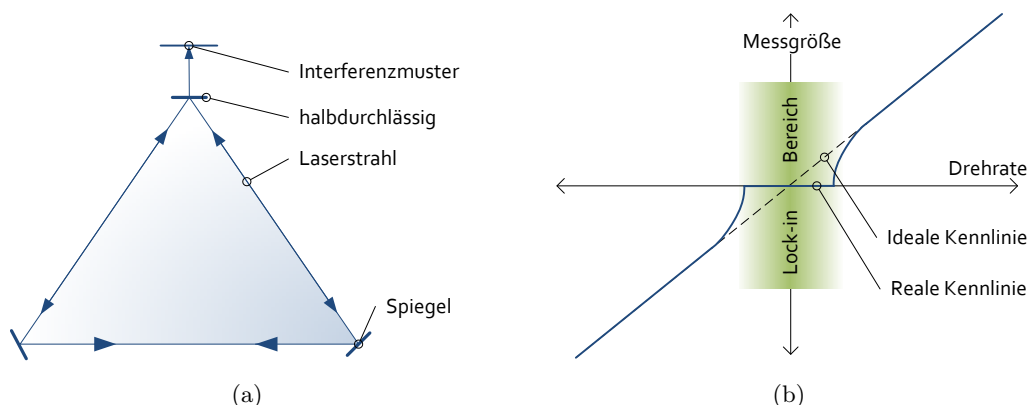 Interferenzmuster
halbdurchlässig
Laserstrahl
Spiegel
(a)
Messgröße
Bereich
Lock-in
Drehrate
Ideale Kennlinie
Reale Kennlinie
(b)